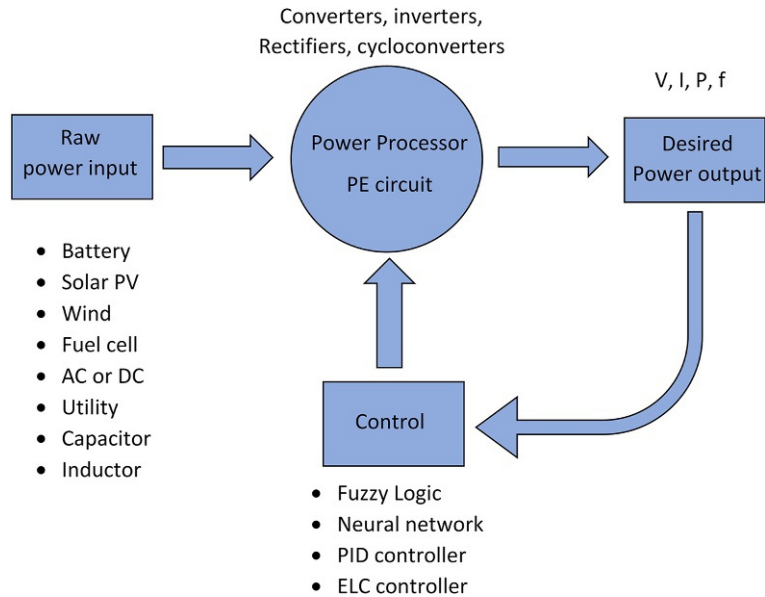 Converters, inverters,
Rectifiers, cycloconverters
V, I, P, f
Raw
power input
Power Processor
PE circuit
Desired
Power output
• Battery
• Solar PV
• Wind
• Fuel cell
• AC or DC
• Utility
• Capacitor
• Inductor
Control
• Fuzzy Logic
• Neural network
• PID controller
• ELC controller